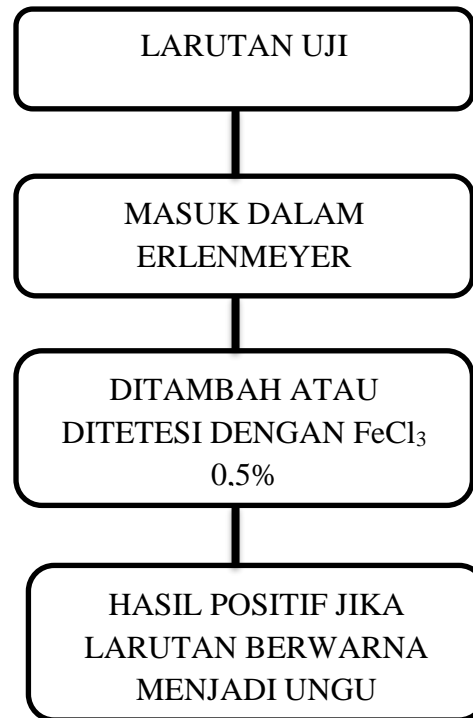 LARUTAN UJI
MASUK DALAM
ERLENMEYER
DITAMBAH ATAU
DITETESI DENGAN FeCl₃
0,5%
HASIL POSITIF JIKA
LARUTAN BERWARNA
MENJADI UNGU